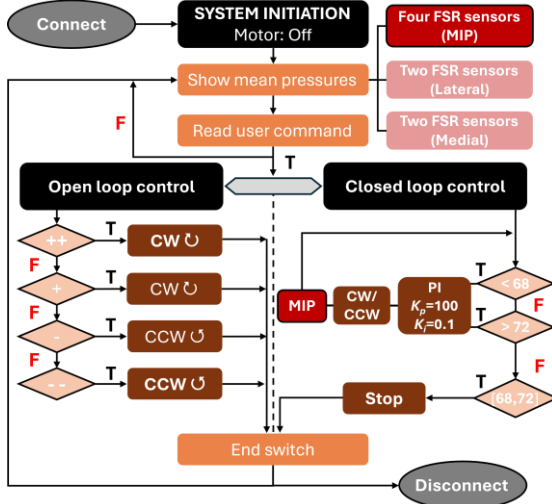 Connect
SYSTEM INITIATION
Motor: Off
Four FSR sensors
(MIP)
Show mean pressures
Two FSR sensors
(Lateral)
F
Read user command
Two FSR sensors
(Medial)
T
Open loop control
Closed loop control
++
T
CW ↻
F
+
T
CW ↻
F
-
T
CCW ↺
F
- -
T
CCW ↺
MIP
CW/
CCW
PI
Kp=100
Ki=0.1
T
< 68
F
T
> 72
F
T
[68,72]
Stop
End switch
Disconnect